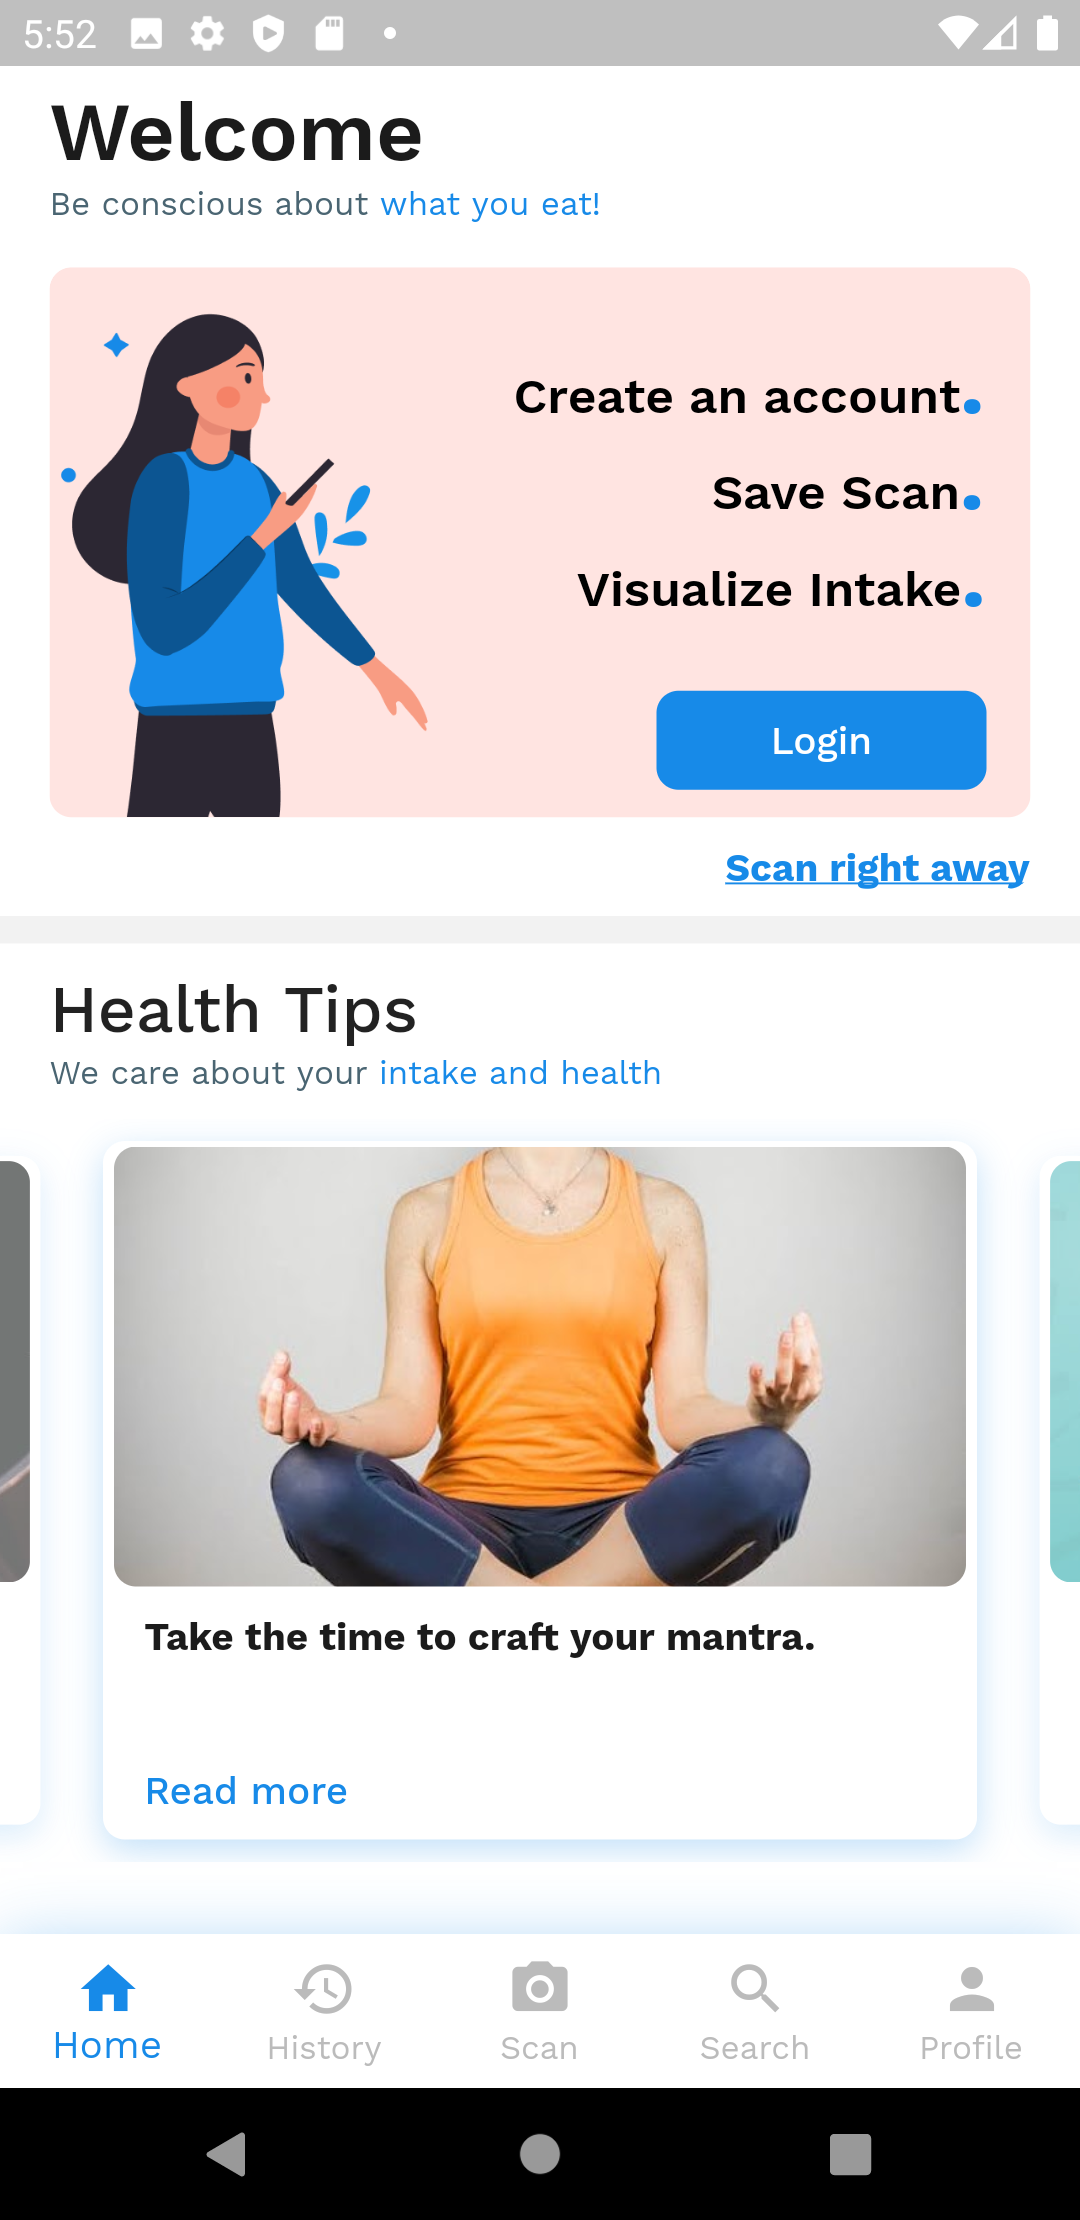 5:52
Welcome
Be conscious about what you eat!
Create an account.
Save Scan.
Visualize Intake.
Login
Scan right away
Health Tips
We care about your intake and health
Take the time to craft your mantra.
Read more
Home
History
Scan
Search
Profile